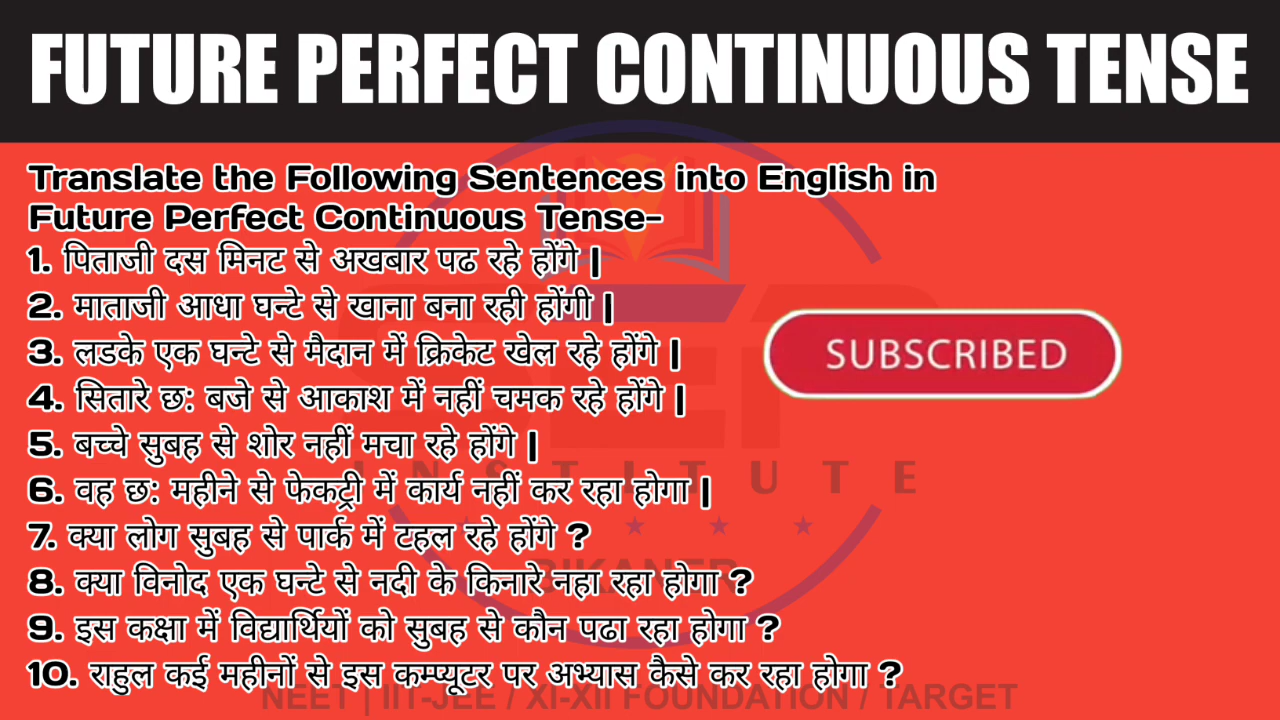 FUTURE PERFECT CONTINUOUS TENSE
Translate the Following Sentences into English in
Future Perfect Continuous Tense-
1. पिताजी दस मिनट से अखबार पढ रहे होंगे |
2. माताजी आधा घन्टे से खाना बना रही होंगी |
3. लडके एक घन्टे से मैदान में क्रिकेट खेल रहे होंगे |
SUBSCRIBED
4. सितारे छ: बजे से आकाश में नहीं चमक रहे होंगे |
5. बच्चे सुबह से शोर नहीं मचा रहे होंगे |
INSTITUTE
6. वह छ: महीने से फेकट्री में कार्य नहीं कर रहा होगा |
7. क्या लोग सुबह से पार्क में टहल रहे होंगे ?
BIKANER
8. क्या विनोद एक घन्टे से नदी के किनारे नहा रहा होगा ?
9. इस कक्षा में विद्यार्थियों को सुबह से कौन पढा रहा होगा ?
10. राहुल कई महीनों से इस कम्प्यूटर पर अभ्यास कैसे कर रहा होगा ?
NEET | IIT-JEE / XI-XII FOUNDATION / TARGET